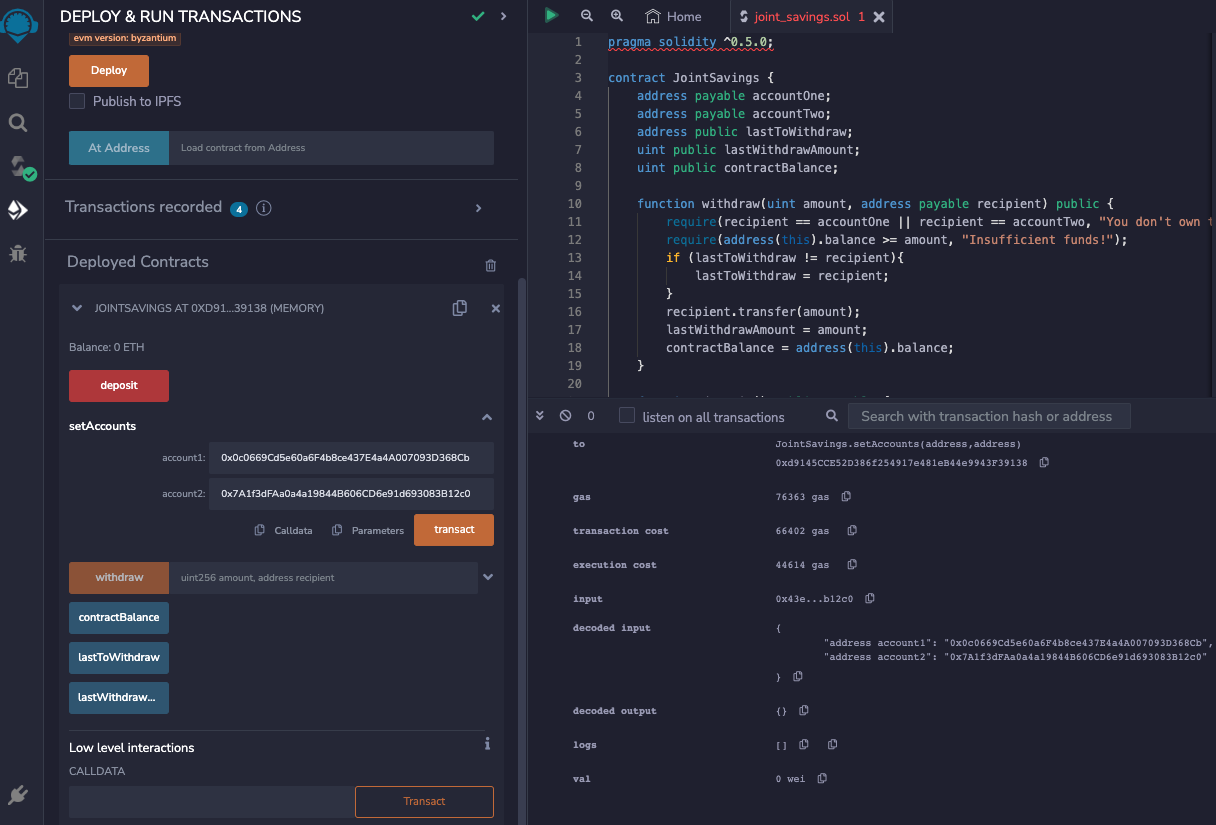 DEPLOY & RUN TRANSACTIONS
evm version: byzantium
Deploy
Publish to IPFS
At Address
Load contract from Address
Transactions recorded 4
Deployed Contracts
JOINTSAVINGS AT 0XD91...39138 (MEMORY)
Balance: 0 ETH
deposit
setAccounts
account1: 0x0c0669Cd5e60a6F4b8ce437E4a4A007093D368Cb
account2: 0x7A1f3dFAa0a4a19844B606CD6e91d693083B12c0
Calldata
Parameters
transact
withdraw
uint256 amount, address recipient
contractBalance
lastToWithdraw
lastWithdraw...
Low level interactions
CALLDATA
Transact
Home
joint_savings.sol 1
1 pragma solidity ^0.5.0;
2
3 contract JointSavings {
4 address payable accountOne;
5 address payable accountTwo;
6 address public lastToWithdraw;
7 uint public lastWithdrawAmount;
8 uint public contractBalance;
9
10 function withdraw(uint amount, address payable recipient) public {
11 require(recipient == accountOne || recipient == accountTwo, "You don't own
12 require(address(this).balance >= amount, "Insufficient funds!");
13 if (lastToWithdraw != recipient){
14 lastToWithdraw = recipient;
15 }
16 recipient.transfer(amount);
17 lastWithdrawAmount = amount;
18 contractBalance = address(this).balance;
19 }
20
0
listen on all transactions
Search with transaction hash or address
to JointSavings.setAccounts(address,address)
0xd9145CCE52D386f254917e481eB44e9943F39138
gas 76363 gas
transaction cost 66402 gas
execution cost 44614 gas
input 0x43e...b12c0
decoded input {
"address account1": "0x0c0669Cd5e60a6F4b8ce437E4a4A007093D368Cb",
"address account2": "0x7A1f3dFAa0a4a19844B606CD6e91d693083B12c0"
}
decoded output {}
logs []
val 0 wei